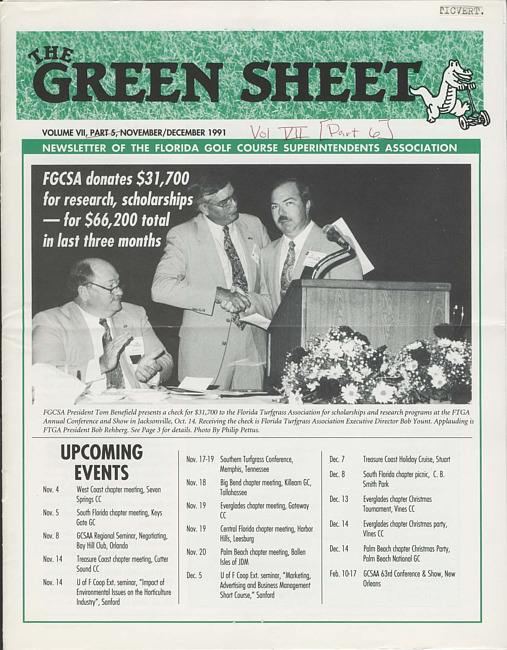 TICVERT.
THE
GREEN SHEET
VOLUME VII, PART 5, NOVEMBER/DECEMBER 1991 Vol VII [Part 6]
NEWSLETTER OF THE FLORIDA GOLF COURSE SUPERINTENDENTS ASSOCIATION
FGCSA donates $31,700
for research, scholarships
— for $66,200 total
in last three months
FGCSA President Tom Benefield presents a check for $31,700 to the Florida Turfgrass Association for scholarships and research programs at the FTGA
Annual Conference and Show in Jacksonville, Oct. 14. Receiving the check is Florida Turfgrass Association Executive Director Bob Yount. Applauding is
FTGA President Bob Rehberg. See Page 3 for details. Photo By Philip Pettus.
UPCOMING
EVENTS
Nov. 4 West Coast chapter meeting, Seven
Springs CC
Nov. 5 South Florida chapter meeting, Keys
Gate GC
Nov. 8 GCSAA Regional Seminar, Negotiating,
Bay Hill Club, Orlando
Nov. 14 Treasure Coast chapter meeting, Cutter
Sound CC
Nov. 14 U of F Coop Ext. seminar, "Impact of
Environmental Issues on the Horticulture
Industry", Sanford
Nov. 17-19 Southern Turfgrass Conference,
Memphis, Tennessee
Nov. 18 Big Bend chapter meeting, Killearn GC,
Tallahassee
Nov. 19 Everglades chapter meeting, Gateway
CC
Nov. 19 Central Florida chapter meeting, Harbor
Hills, Leesburg
Nov. 20 Palm Beach chapter meeting, Ballen
Isles of JDM
Dec. 5 U of F Coop Ext. seminar, "Marketing,
Advertising and Business Management
Short Course," Sanford
Dec. 7 Treasure Coast Holiday Cruise, Stuart
Dec. 8 South Florida chapter picnic, C. B.
Smith Park
Dec. 13 Everglades chapter Christmas
Tournament, Vines CC
Dec. 14 Everglades chapter Christmas party,
Vines CC
Dec. 14 Palm Beach chapter Christmas Party,
Palm Beach National GC
Feb. 10-17 GCSAA 63rd Conference & Show, New
Orleans